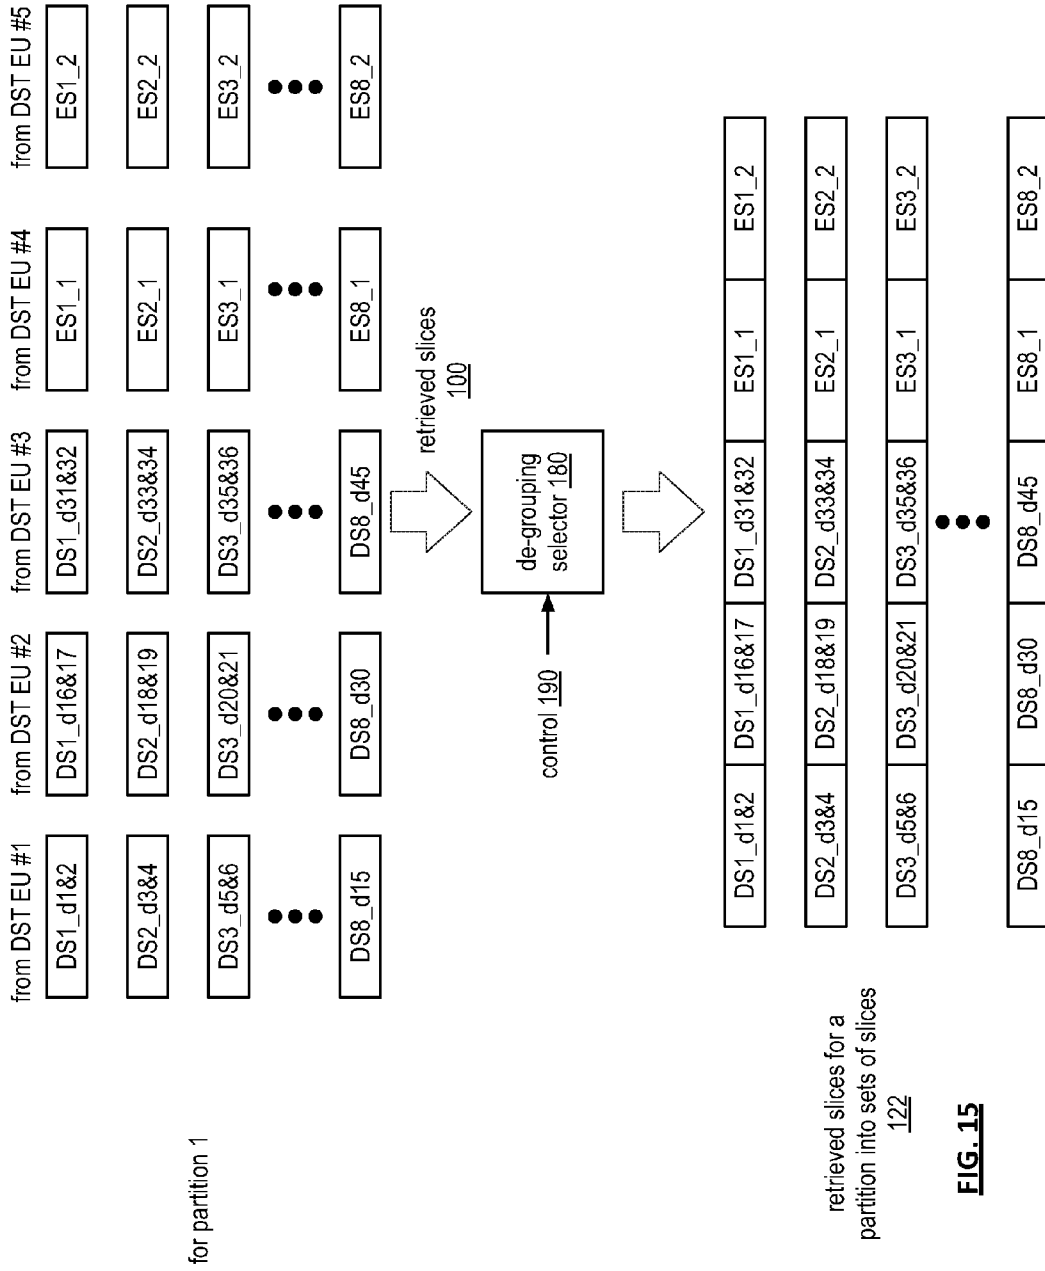 for partition 1
from DST EU #1
from DST EU #2
from DST EU #3
from DST EU #4
from DST EU #5
DS1_d1&2
DS1_d16&17
DS1_d31&32
ES1_1
ES1_2
DS2_d3&4
DS2_d18&19
DS2_d33&34
ES2_1
ES2_2
DS3_d5&6
DS3_d20&21
DS3_d35&36
ES3_1
ES3_2
DS8_d15
DS8_d30
DS8_d45
ES8_1
ES8_2
retrieved slices
100
control 190
de-grouping
selector 180
DS1_d1&2
DS1_d16&17
DS1_d31&32
ES1_1
ES1_2
DS2_d3&4
DS2_d18&19
DS2_d33&34
ES2_1
ES2_2
DS3_d5&6
DS3_d20&21
DS3_d35&36
ES3_1
ES3_2
DS8_d15
DS8_d30
DS8_d45
ES8_1
ES8_2
retrieved slices for a
partition into sets of slices
122
FIG. 15